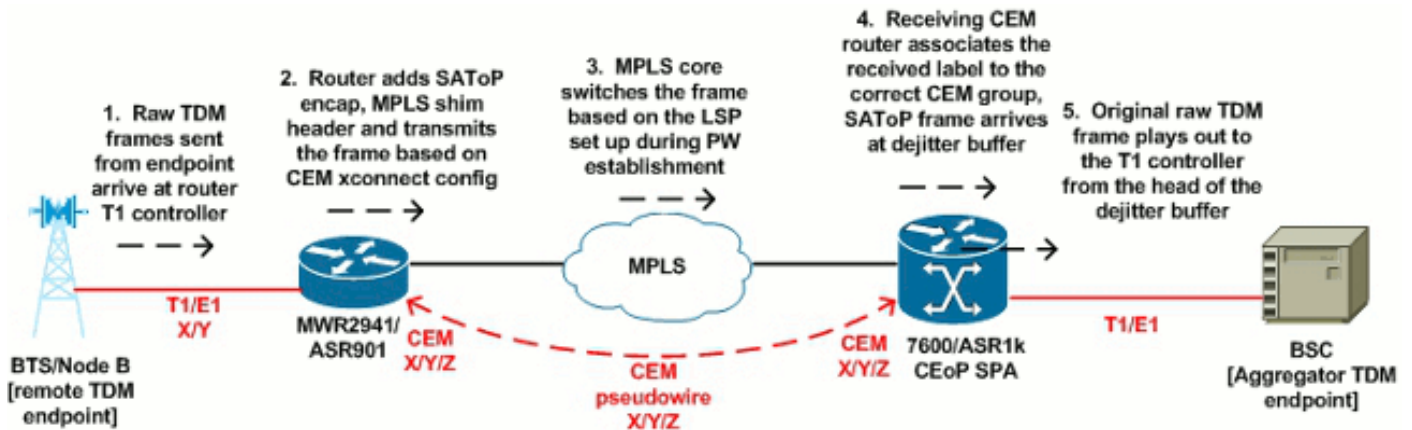 1. Raw TDM
frames sent
from endpoint
arrive at router
T1 controller
2. Router adds SAToP
encap, MPLS shim
header and transmits
the frame based on
CEM xconnect config
3. MPLS core
switches the frame
based on the LSP
set up during PW
establishment
4. Receiving CEM
router associates the
received label to the
correct CEM group,
SAToP frame arrives
at dejitter buffer
5. Original raw TDM
frame plays out to
the T1 controller
from the head of the
dejitter buffer
T1/E1
X/Y
BTS/Node B
[remote TDM
endpoint]
MWR2941/
ASR901
CEM
X/Y/Z
MPLS
CEM
pseudowire
X/Y/Z
CEM
X/Y/Z
7600/ASR1k
CEoP SPA
T1/E1
BSC
[Aggregator TDM
endpoint]